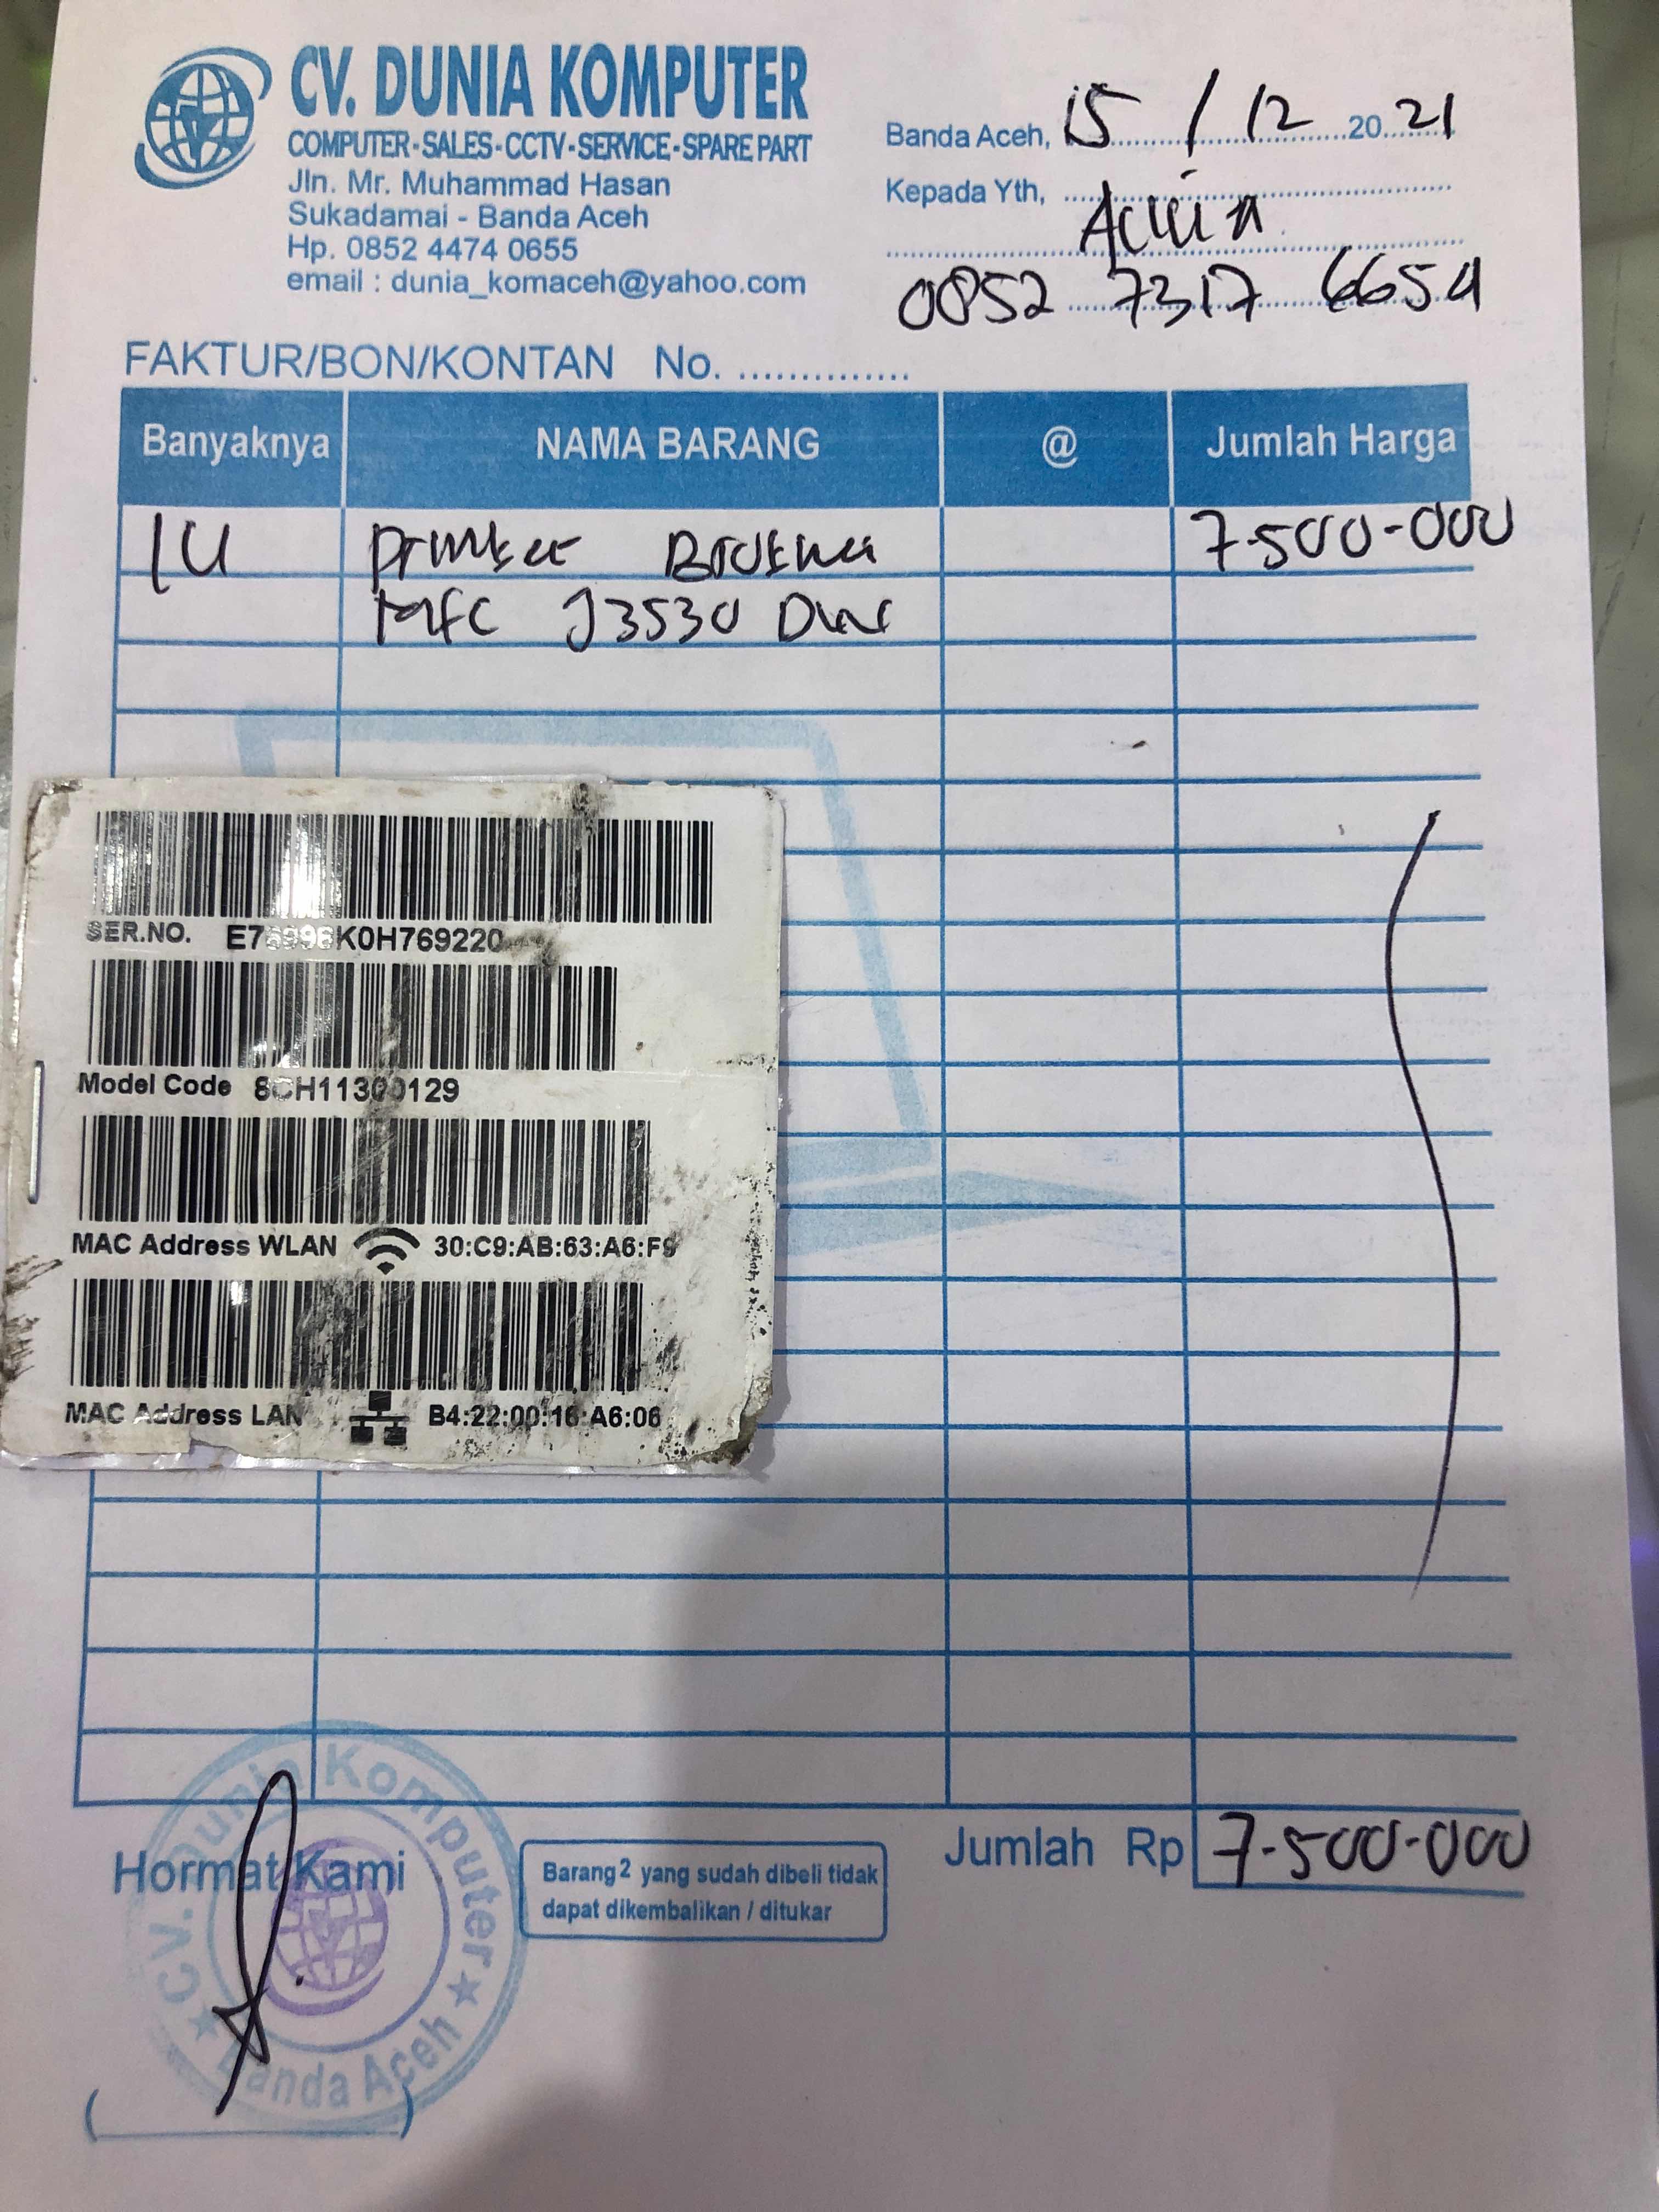 CV. DUNIA KOMPUTER
COMPUTER-SALES-CCTV-SERVICE-SPARE PART
Jln. Mr. Muhammad Hasan
Sukadamai - Banda Aceh
Hp. 0852 4474 0655
email : dunia_komaceh@yahoo.com
Banda Aceh, 15 / 12 2021
Kepada Yth,
0852 7317 6654
FAKTUR/BON/KONTAN No. ..............
Banyaknya NAMA BARANG @ Jumlah Harga
1U Printer Brother 7.500.000
MFC J3530 DW
SER.NO. K0H769220
Model Code 8CH11300129
MAC Address WLAN 30:C9:AB:63:A6:F9
MAC Address LAN B4:22:00:16:A6:06
Jumlah Rp 7.500.000
Hormat Kami
Barang2 yang sudah dibeli tidak
dapat dikembalikan / ditukar
CV. Dunia Komputer
Banda Aceh